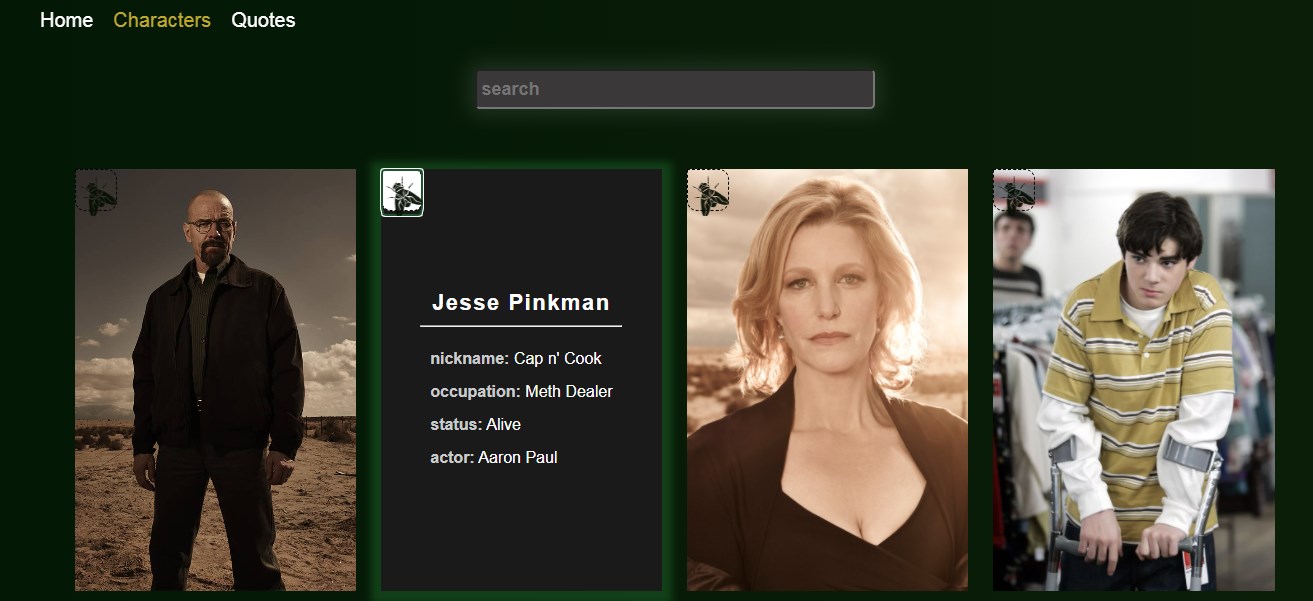 Home Characters Quotes
search
Jesse Pinkman
nickname: Cap n' Cook
occupation: Meth Dealer
status: Alive
actor: Aaron Paul